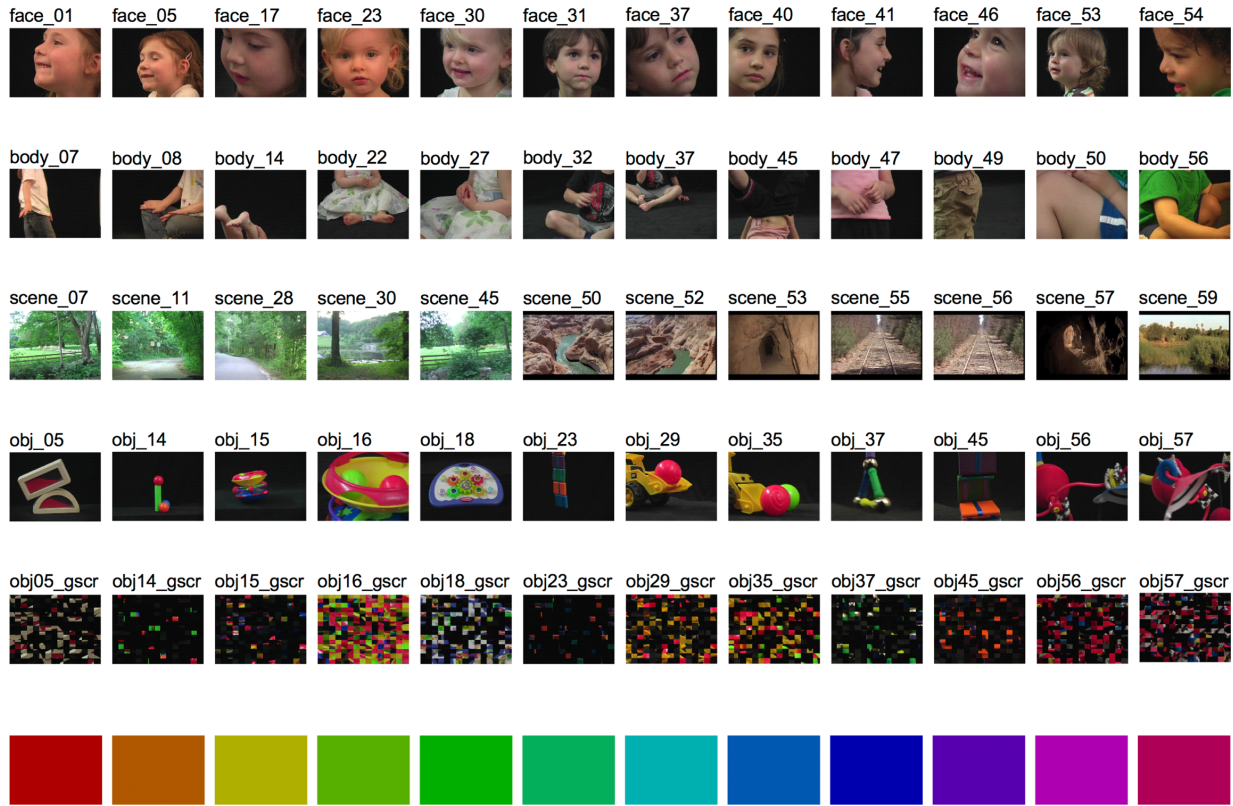 face_01 face_05 face_17 face_23 face_30 face_31 face_37 face_40 face_41 face_46 face_53 face_54
body_07 body_08 body_14 body_22 body_27 body_32 body_37 body_45 body_47 body_49 body_50 body_56
scene_07 scene_11 scene_28 scene_30 scene_45 scene_50 scene_52 scene_53 scene_55 scene_56 scene_57 scene_59
obj_05 obj_14 obj_15 obj_16 obj_18 obj_23 obj_29 obj_35 obj_37 obj_45 obj_56 obj_57
obj05_gscr obj14_gscr obj15_gscr obj16_gscr obj18_gscr obj23_gscr obj29_gscr obj35_gscr obj37_gscr obj45_gscr obj56_gscr obj57_gscr